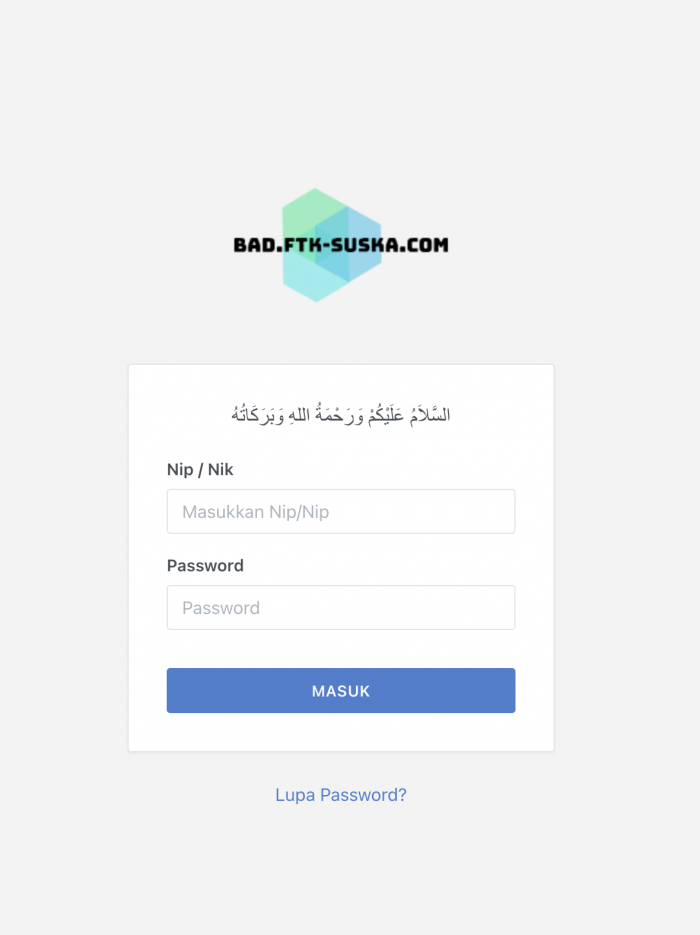 BAD.FTK-SUSKA.COM
السَّلاَمُ عَلَيْكُمْ وَرَحْمَةُ اللهِ وَبَرَكَاتُهُ
Nip / Nik
Masukkan Nip/Nip
Password
Password
MASUK
Lupa Password?